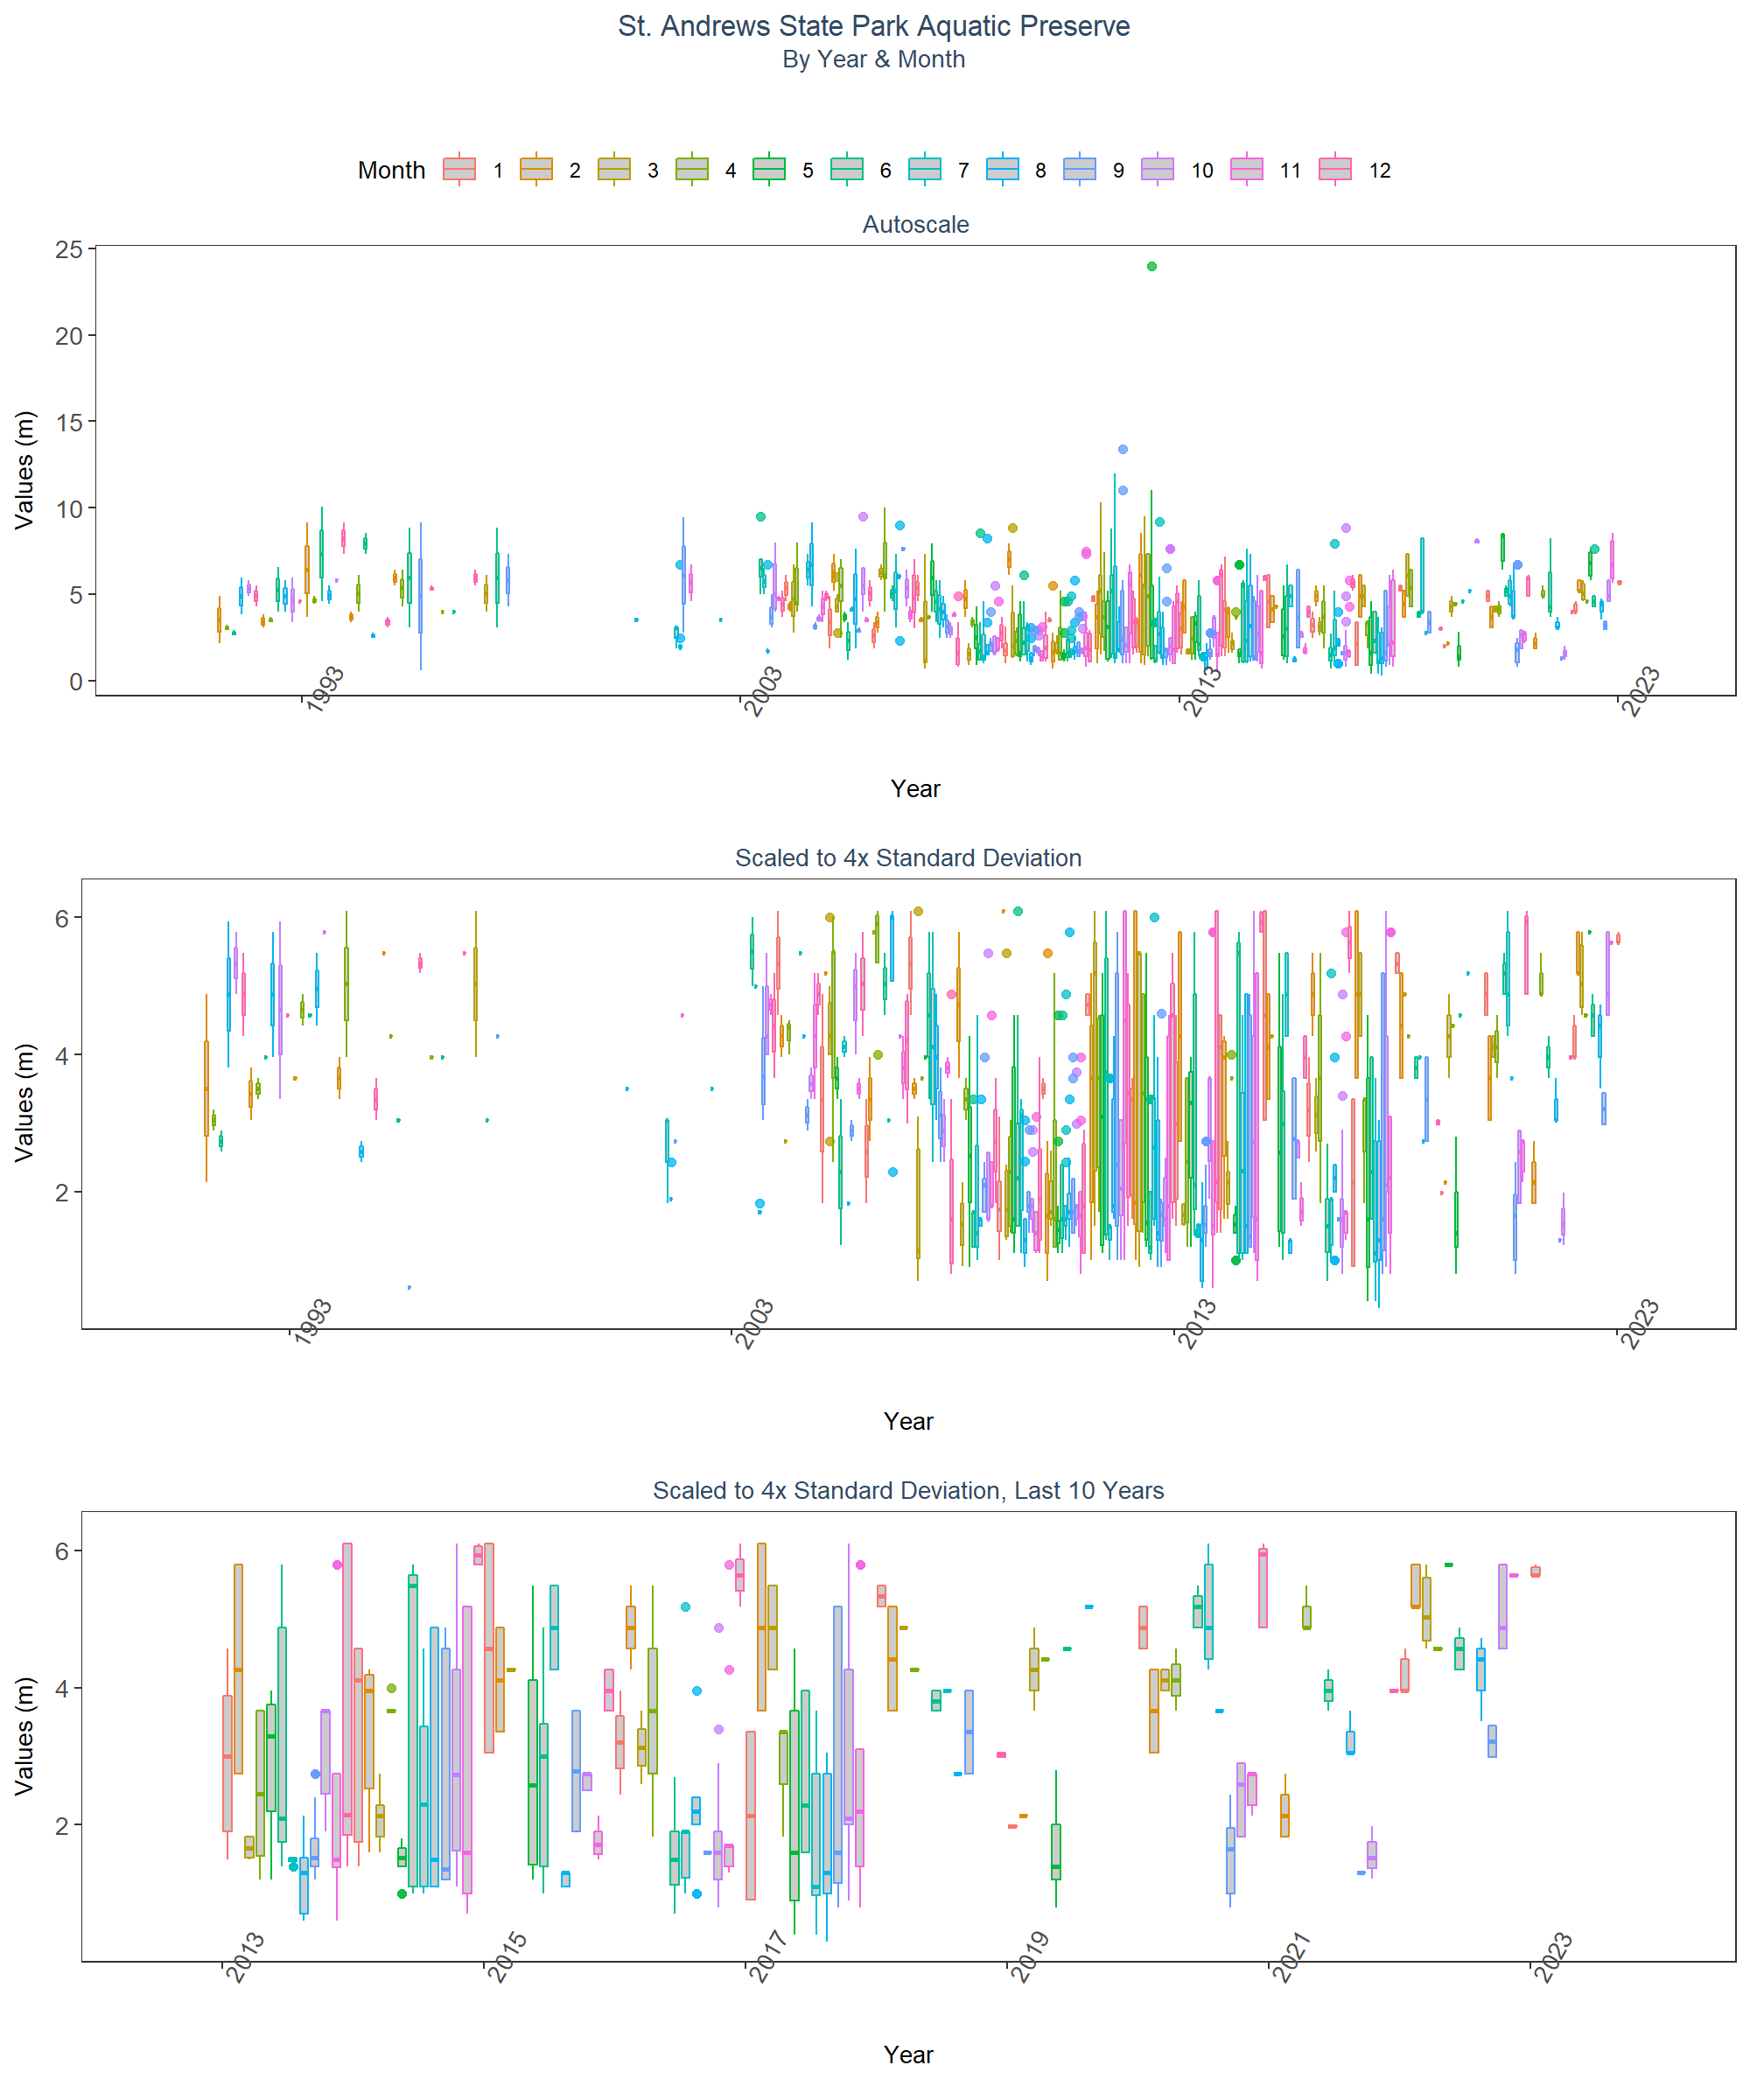 St. Andrews State Park Aquatic Preserve
By Year & Month
Month 1 2 3 4 5 6 7 8 9 10 11 12
Autoscale
25
20
15
10
5
0
Values (m)
1993 2003 2013 2023
Year
Scaled to 4x Standard Deviation
6
4
2
Values (m)
1993 2003 2013 2023
Year
Scaled to 4x Standard Deviation, Last 10 Years
6
4
2
Values (m)
2013 2015 2017 2019 2021 2023
Year